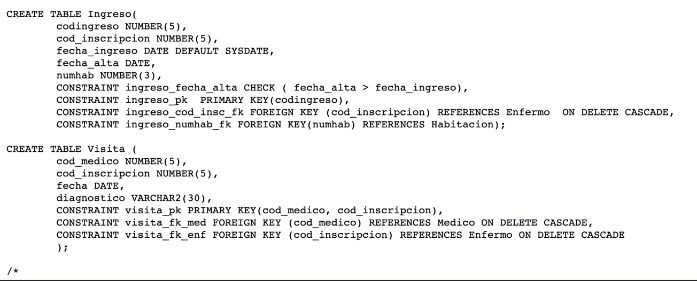 CREATE TABLE Ingreso(
codingreso NUMBER(5),
cod_inscripcion NUMBER(5),
fecha_ingreso DATE DEFAULT SYSDATE,
fecha_alta DATE,
numhab NUMBER(3),
CONSTRAINT ingreso_fecha_alta CHECK ( fecha_alta > fecha_ingreso),
CONSTRAINT ingreso_pk  PRIMARY KEY(codingreso),
CONSTRAINT ingreso_cod_insc_fk FOREIGN KEY (cod_inscripcion) REFERENCES Enfermo  ON DELETE CASCADE,
CONSTRAINT ingreso_numhab_fk FOREIGN KEY(numhab) REFERENCES Habitacion);
CREATE TABLE Visita (
cod_medico NUMBER(5),
cod_inscripcion NUMBER(5),
fecha DATE,
diagnostico VARCHAR2(30),
CONSTRAINT visita_pk PRIMARY KEY(cod_medico, cod_inscripcion),
CONSTRAINT visita_fk_med FOREIGN KEY (cod_medico) REFERENCES Medico ON DELETE CASCADE,
CONSTRAINT visita_fk_enf FOREIGN KEY (cod_inscripcion) REFERENCES Enfermo ON DELETE CASCADE
);
/*